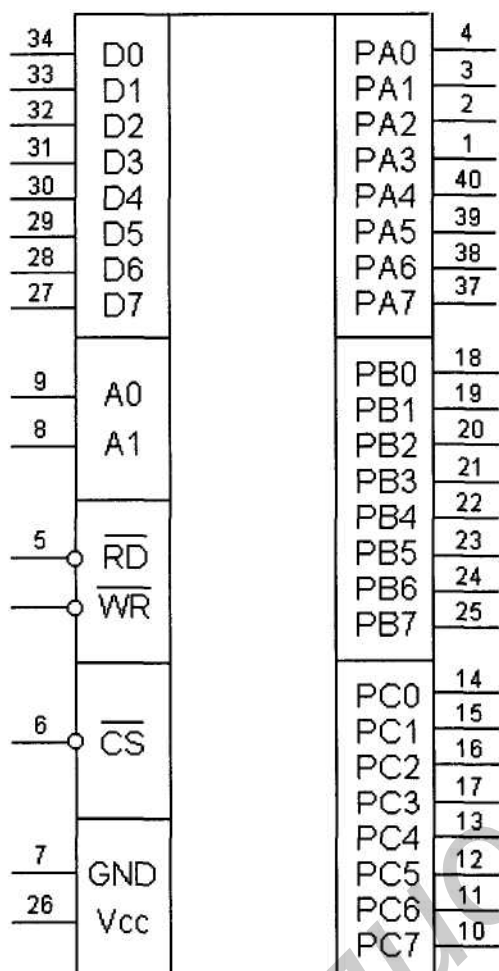 34 D0 PA0 4
33 D1 PA1 3
32 D2 PA2 2
31 D3 PA3 1
30 D4 PA4 40
29 D5 PA5 39
28 D6 PA6 38
27 D7 PA7 37
PB0 18
9 A0 PB1 19
8 A1 PB2 20
PB3 21
PB4 22
5 R̅D̅ PB5 23
W̅R̅ PB6 24
PB7 25
PC0 14
6 C̅S̅ PC1 15
PC2 16
PC3 17
PC4 13
7 GND PC5 12
26 Vcc PC6 11
PC7 10